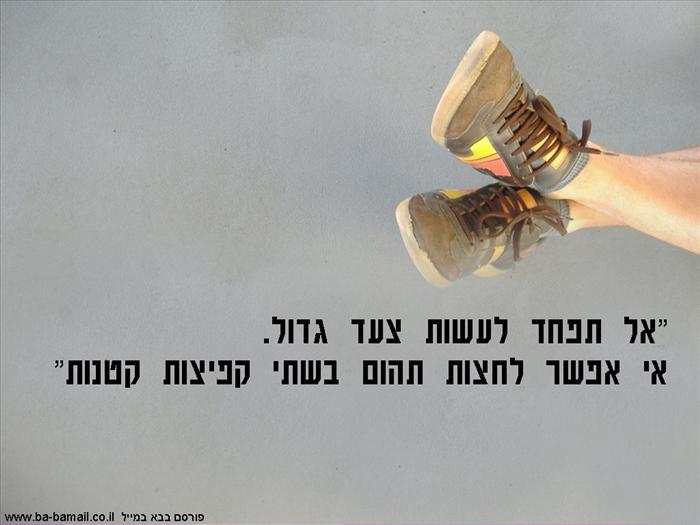 "אל תפחד לעשות צעד גדול.
אי אפשר לחצות תהום בשתי קפיצות קטנות"
פורסם בבא במייל www.ba-bamail.co.il